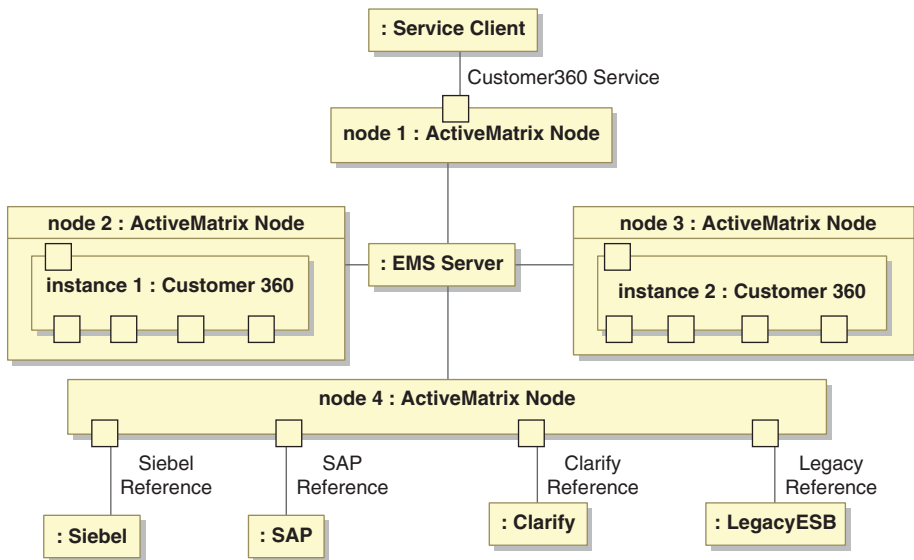 : Service Client
Customer360 Service
node 1 : ActiveMatrix Node
node 2 : ActiveMatrix Node
instance 1 : Customer 360
: EMS Server
node 3 : ActiveMatrix Node
instance 2 : Customer 360
node 4 : ActiveMatrix Node
Siebel
Reference
SAP
Reference
Clarify
Reference
Legacy
Reference
: Siebel
: SAP
: Clarify
: LegacyESB